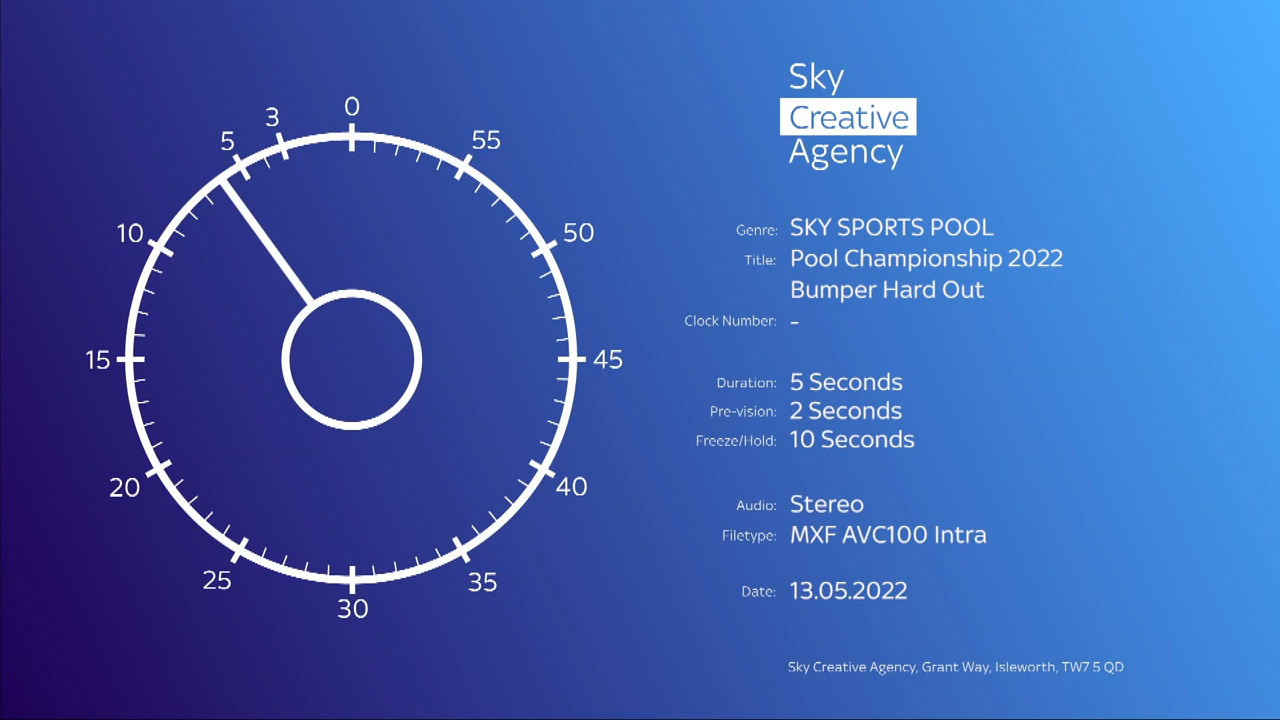 Sky
Creative
Agency
0
3
5
55
10
50
15
45
20
40
25
35
30
Genre: SKY SPORTS POOL
Title: Pool Championship 2022
Bumper Hard Out
Clock Number: –
Duration: 5 Seconds
Pre-vision: 2 Seconds
Freeze/Hold: 10 Seconds
Audio: Stereo
Filetype: MXF AVC100 Intra
Date: 13.05.2022
Sky Creative Agency, Grant Way, Isleworth, TW7 5 QD